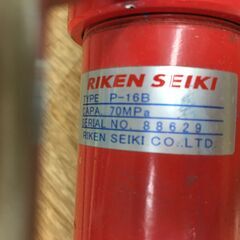 RIKEN SEIKI
TYPE P-16B
CAPA. 70MPa
SERIAL NO. 88629
RIKEN SEIKI CO.,LTD.